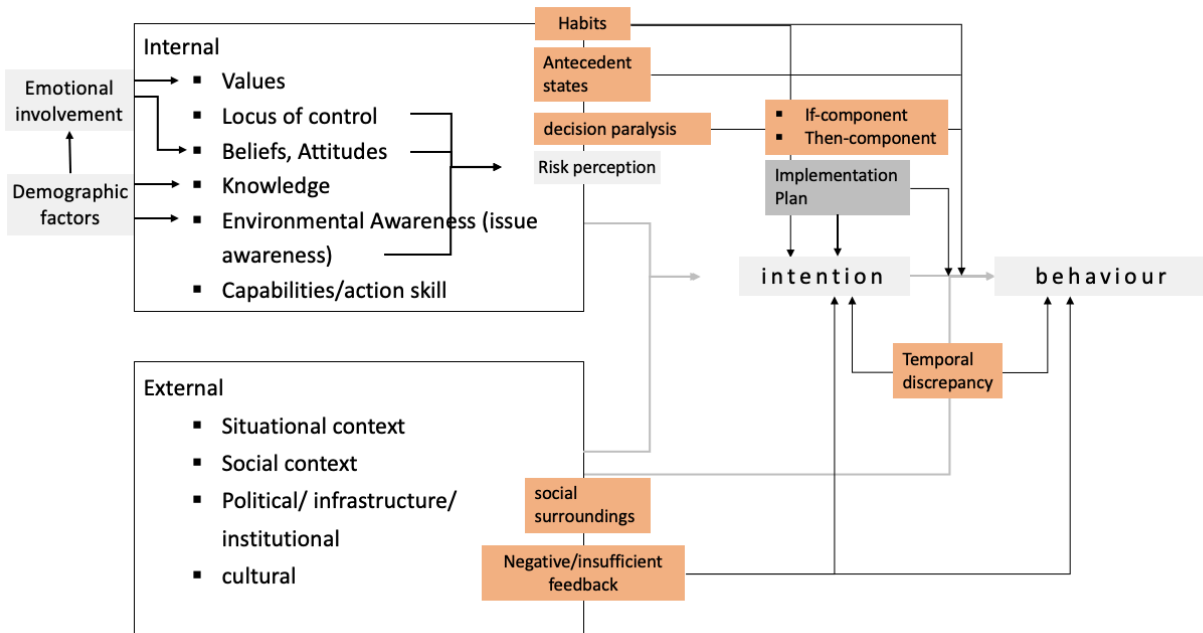 Habits
Internal
Antecedent
states
Values
Emotional
involvement
Locus of control
decision paralysis
If-component
Then-component
Beliefs, Attitudes
Risk perception
Implementation
Plan
Knowledge
Demographic
factors
Environmental Awareness (issue
awareness)
Capabilities/action skill
intention
behaviour
Temporal
discrepancy
External
Situational context
Social context
Political/ infrastructure/
institutional
cultural
social
surroundings
Negative/insufficient
feedback